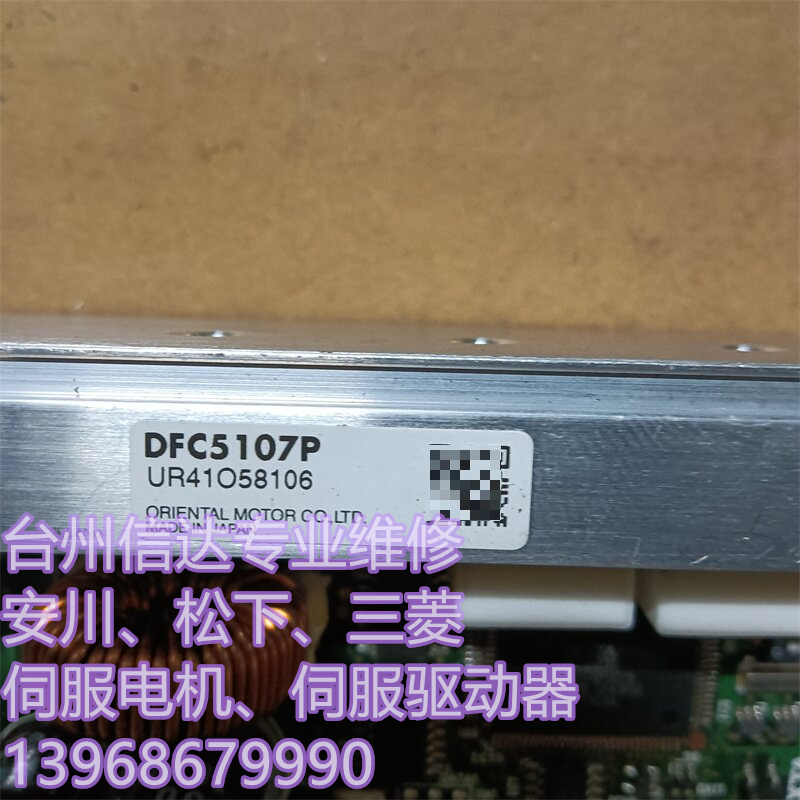 DFC5107P
UR41O58106
ORIENTAL MOTOR CO.,LTD.
MADE IN JAPAN
台州信达专业维修
安川、松下、三菱
伺服电机、伺服驱动器
13968679990